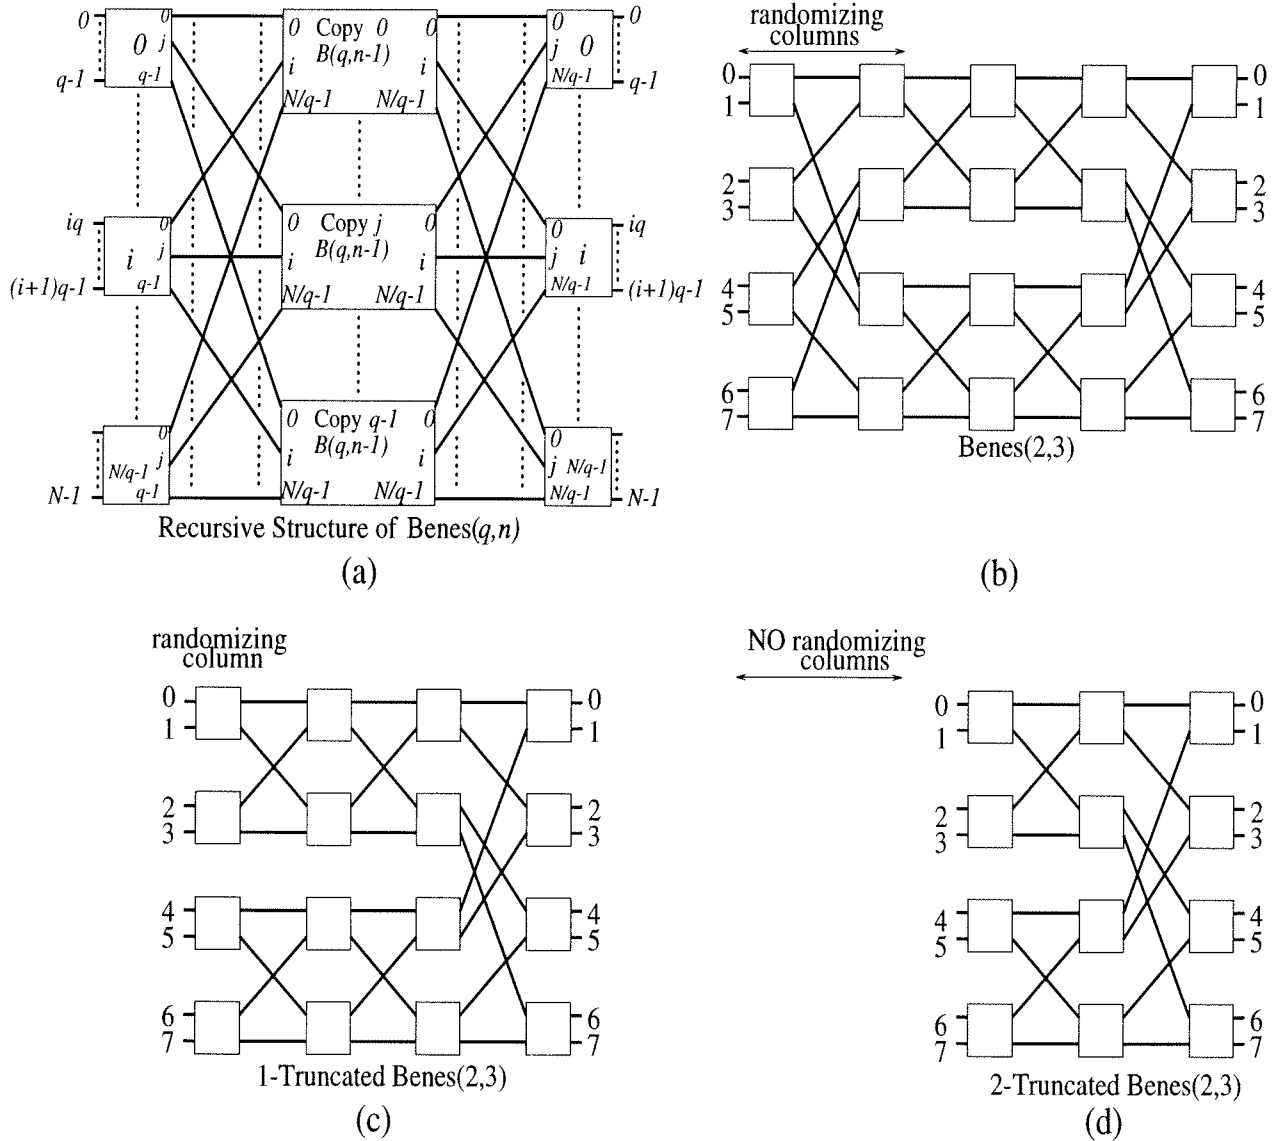 0 0 0 Copy 0 0 0 0
0 j B(q,n-1) j 0
q-1 q-1 i i N/q-1 q-1
N/q-1 N/q-1
iq 0 0 Copy j 0 0 iq
i j B(q,n-1) j i
(i+1)q-1 q-1 i i N/q-1 (i+1)q-1
N/q-1 N/q-1
0 0 Copy q-1 0 0
N/q-1 j B(q,n-1) j N/q-1
N-1 q-1 i i N/q-1 N-1
N/q-1 N/q-1
Recursive Structure of Benes(q,n)
(a)
randomizing
columns
0 0
1 1
2 2
3 3
4 4
5 5
6 6
7 7
Benes(2,3)
(b)
randomizing
column
0 0
1 1
2 2
3 3
4 4
5 5
6 6
7 7
1-Truncated Benes(2,3)
(c)
NO randomizing
columns
0 0
1 1
2 2
3 3
4 4
5 5
6 6
7 7
2-Truncated Benes(2,3)
(d)